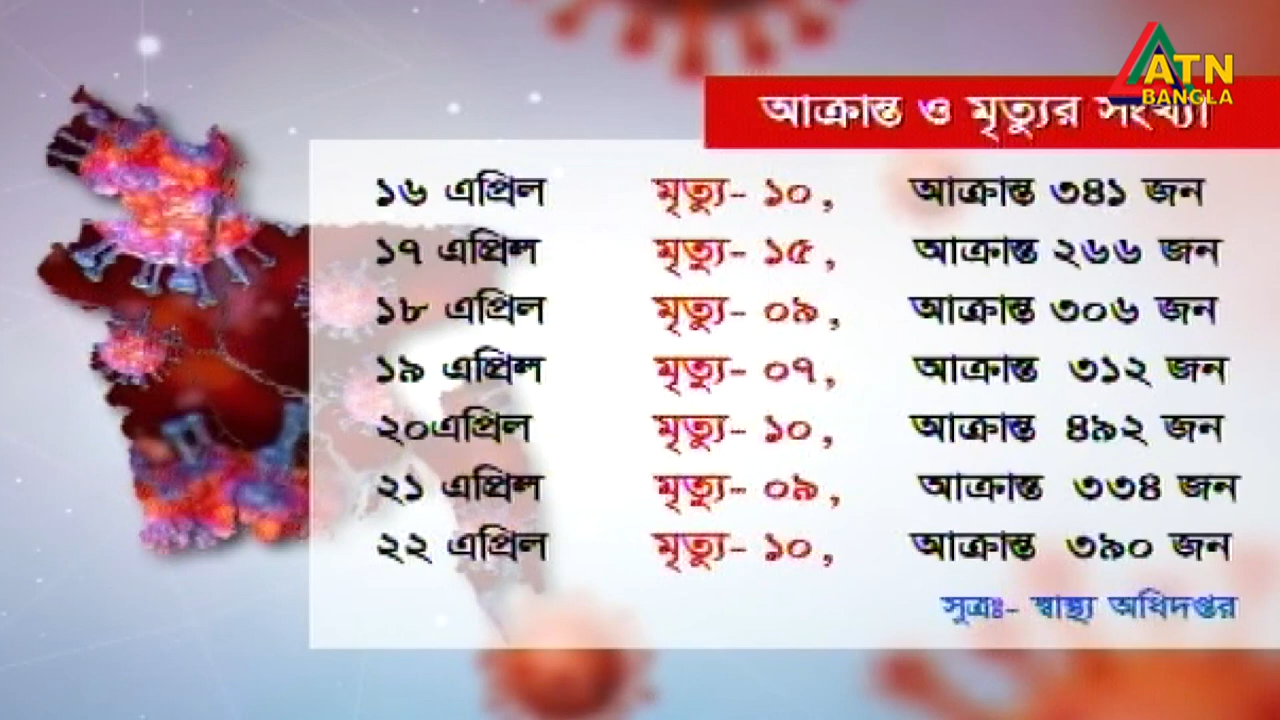 ATN
BANGLA
আক্রান্ত ও মৃত্যুর সংখ্যা
১৬ এপ্রিল মৃত্যু- ১০, আক্রান্ত ৩৪১ জন
১৭ এপ্রিল মৃত্যু- ১৫, আক্রান্ত ২৬৬ জন
১৮ এপ্রিল মৃত্যু- ০৯, আক্রান্ত ৩০৬ জন
১৯ এপ্রিল মৃত্যু- ০৭, আক্রান্ত ৩১২ জন
২০এপ্রিল মৃত্যু- ১০, আক্রান্ত ৪৯২ জন
২১ এপ্রিল মৃত্যু- ০৯, আক্রান্ত ৩৩৪ জন
২২ এপ্রিল মৃত্যু- ১০, আক্রান্ত ৩৯০ জন
সুত্রঃ- স্বাস্থ্য অধিদপ্তর